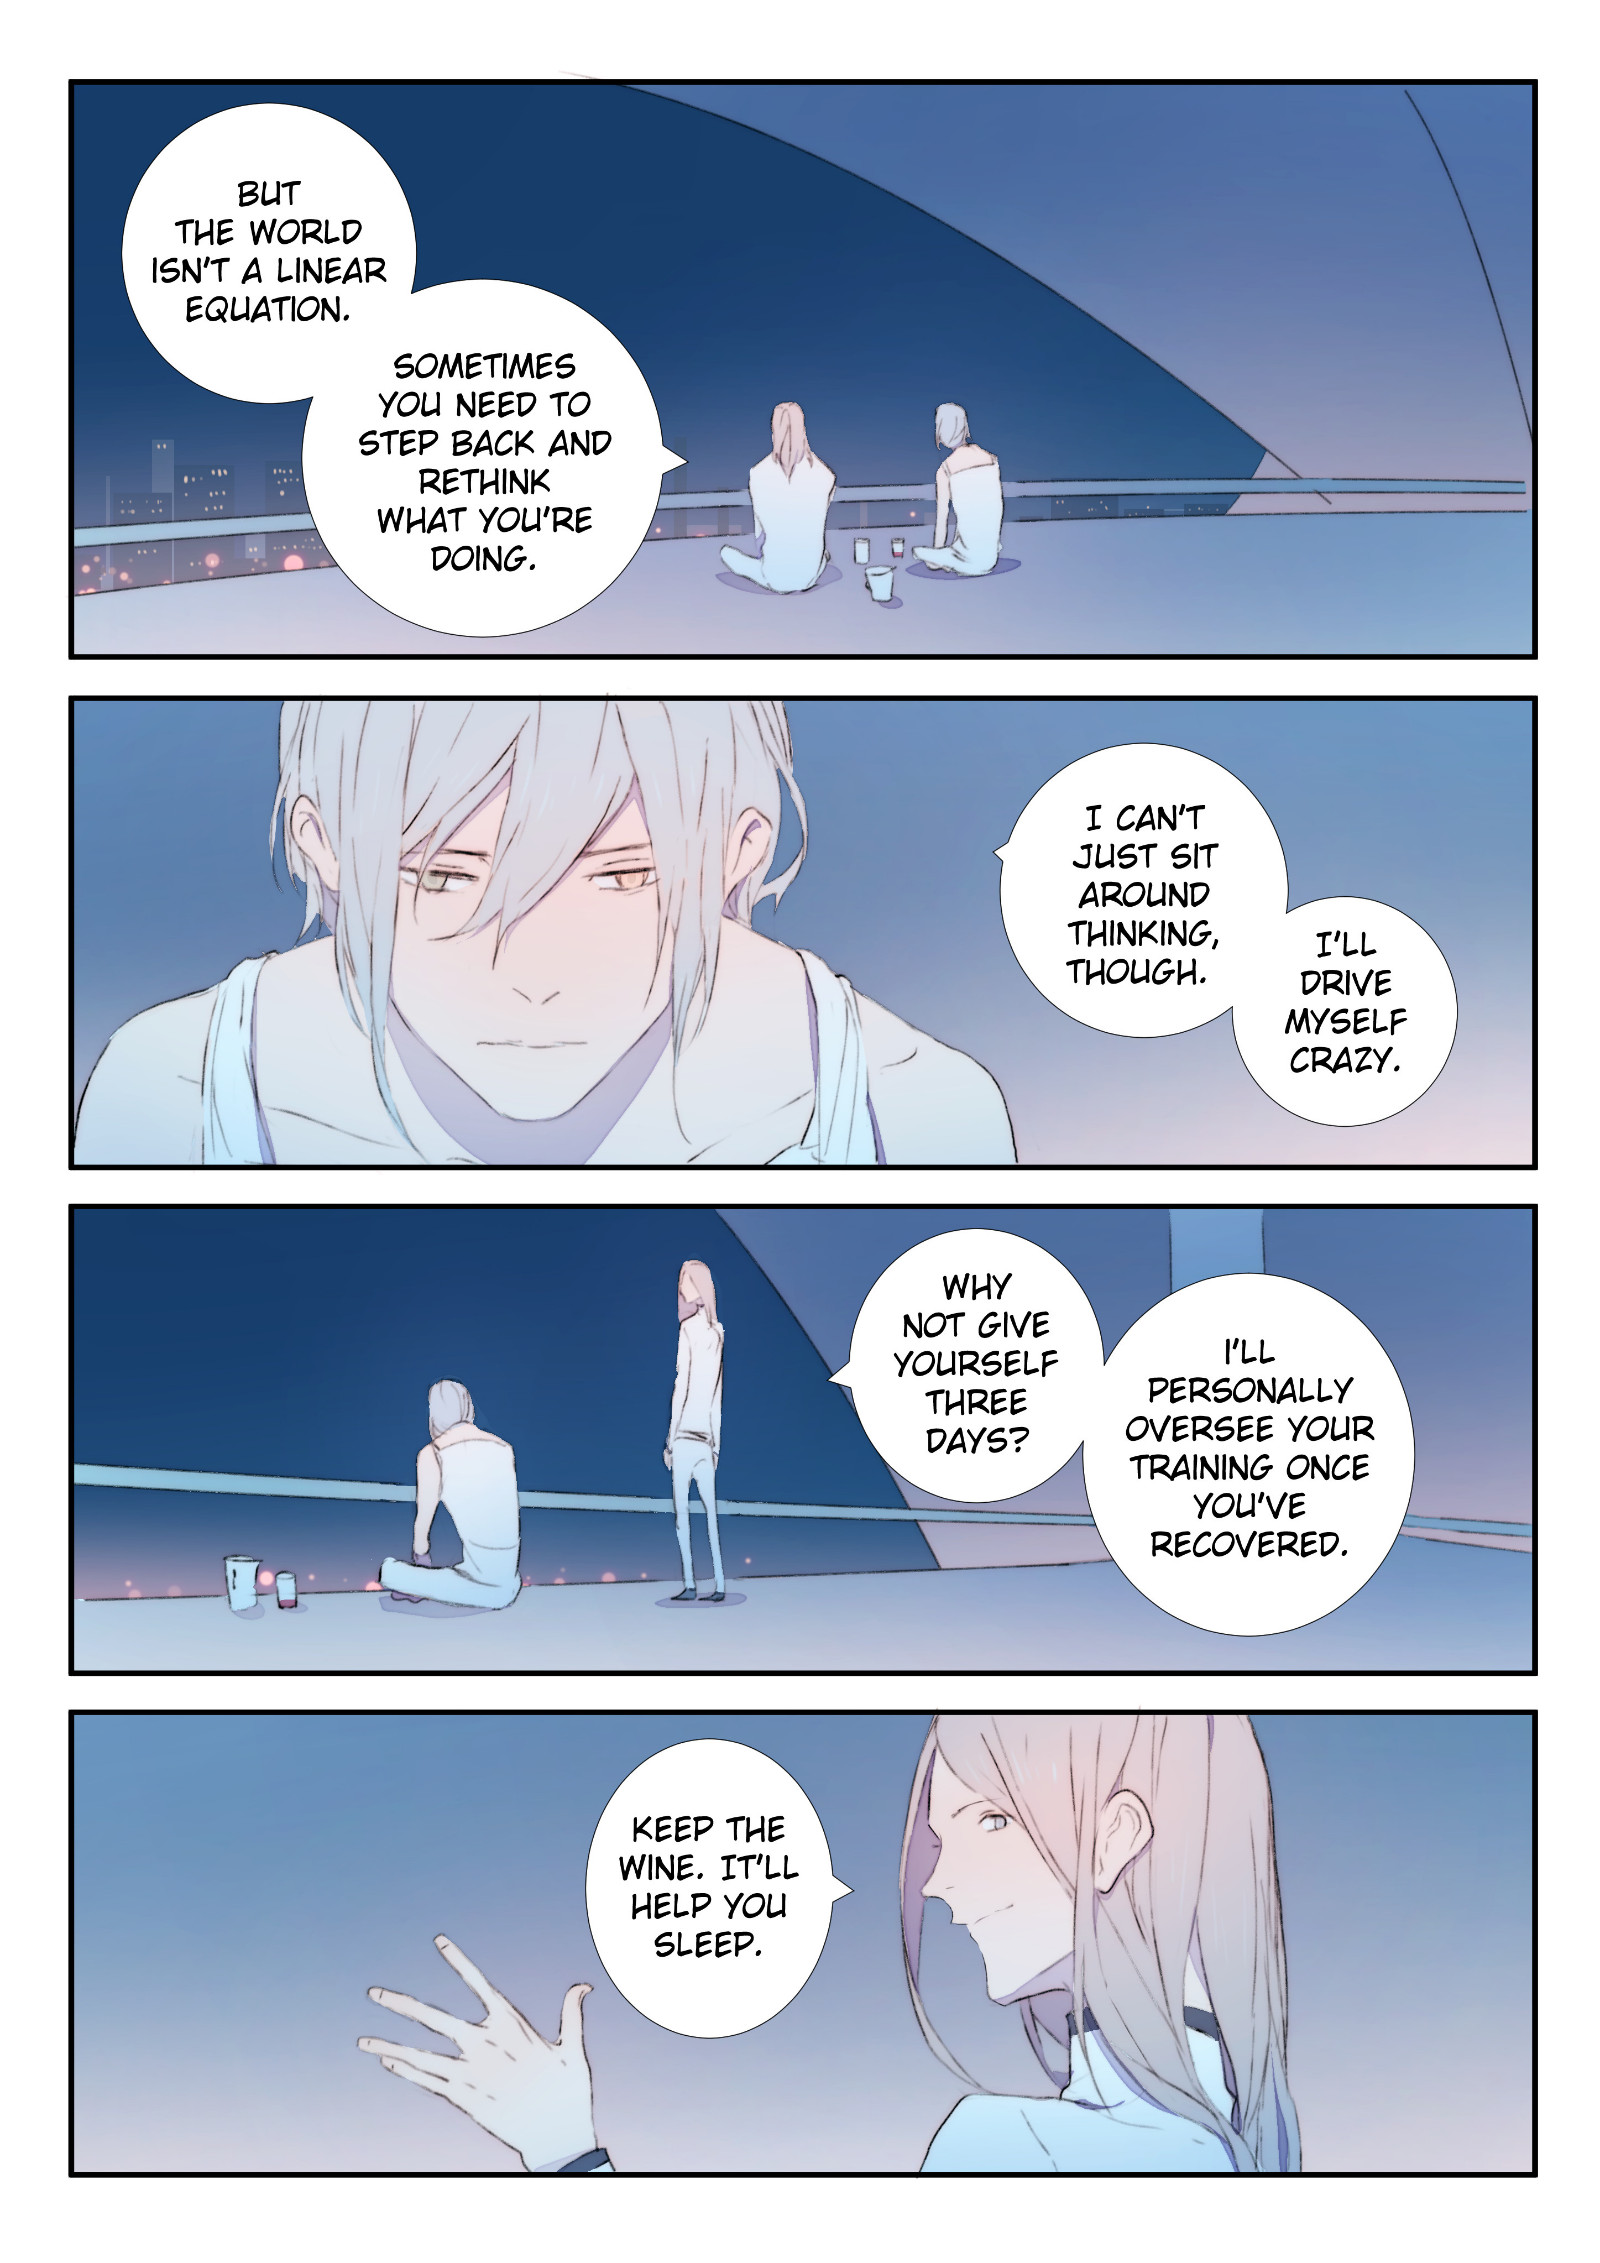 BUT
THE WORLD
ISN'T A LINEAR
EQUATION.
SOMETIMES
YOU NEED TO
STEP BACK AND
RETHINK
WHAT YOU'RE
DOING.
I CAN'T
JUST SIT
AROUND
THINKING,
THOUGH.
I'LL
DRIVE
MYSELF
CRAZY.
WHY
NOT GIVE
YOURSELF
THREE
DAYS?
I'LL
PERSONALLY
OVERSEE YOUR
TRAINING ONCE
YOU'VE
RECOVERED.
KEEP THE
WINE. IT'LL
HELP YOU
SLEEP.